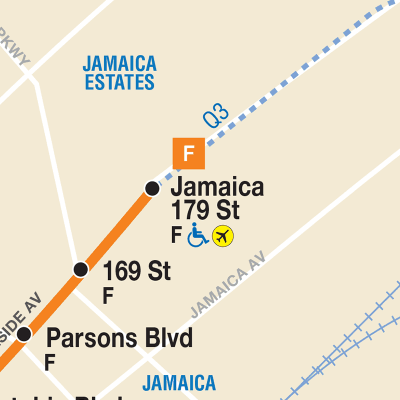 PKWY
JAMAICA
ESTATES
Q3
F
Jamaica
179 St
F
JAMAICA AV
169 St
F
SIDE AV
Parsons Blvd
F
JAMAICA